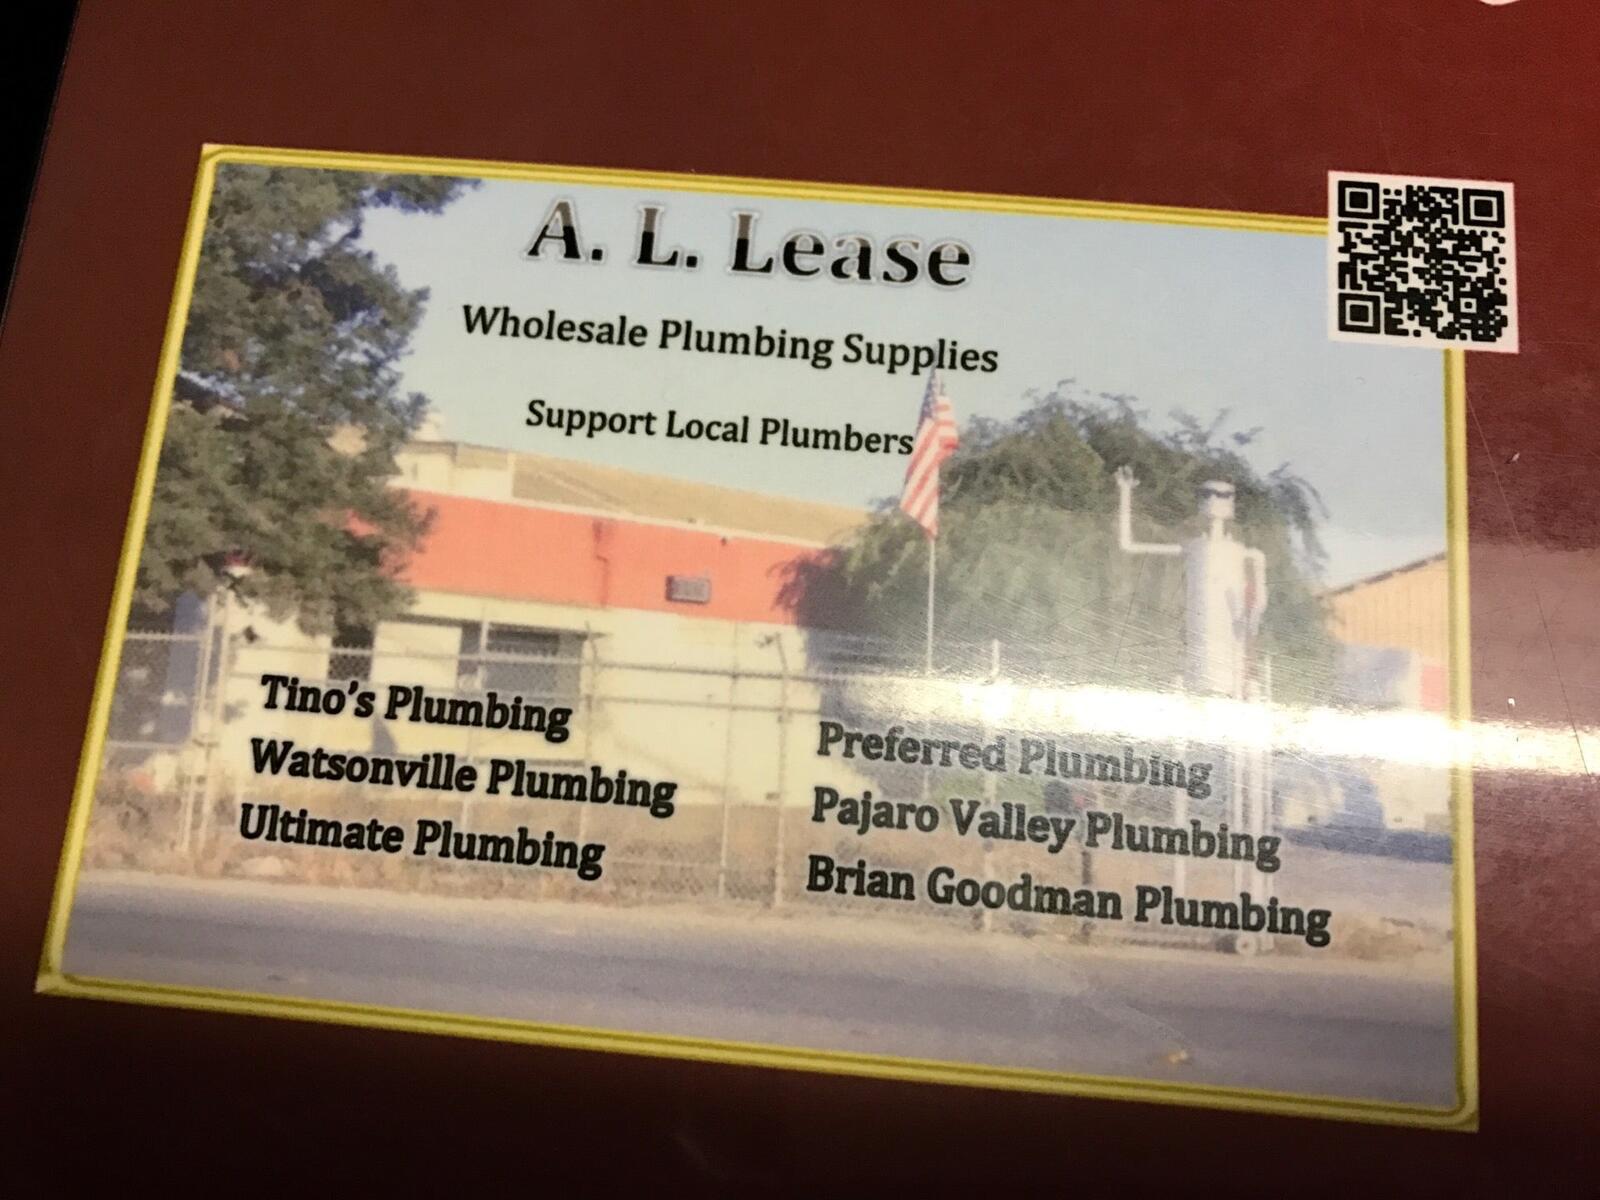 A. L. Lease
Wholesale Plumbing Supplies
Support Local Plumbers
Tino's Plumbing
Watsonville Plumbing
Ultimate Plumbing
Preferred Plumbing
Pajaro Valley Plumbing
Brian Goodman Plumbing